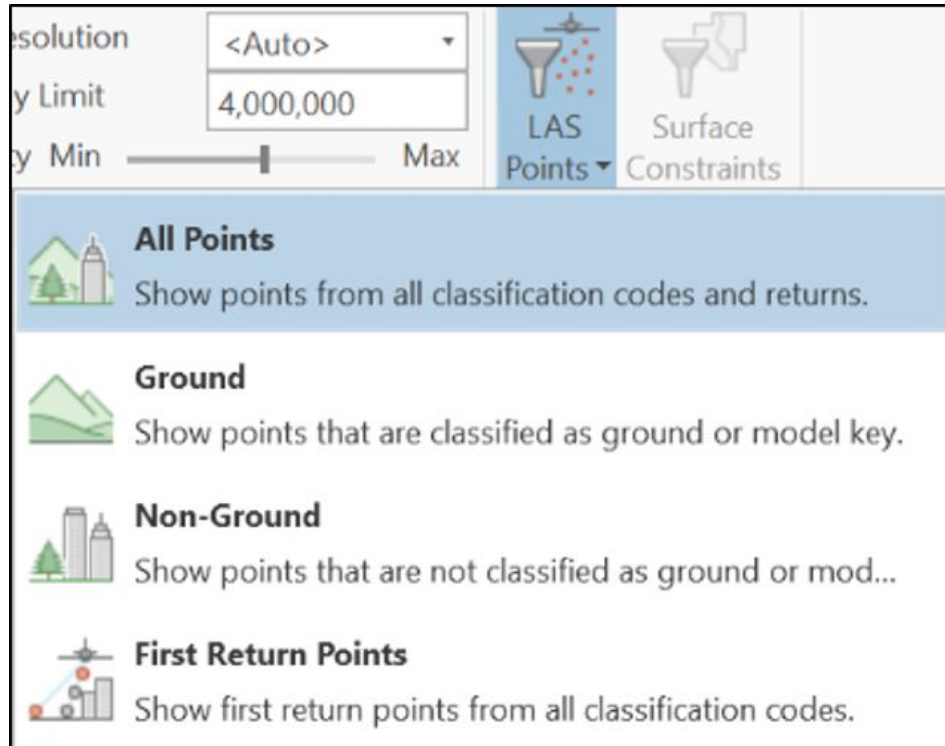 esolution <Auto>
y Limit 4,000,000
ty Min Max
LAS Points
Surface Constraints
All Points
Show points from all classification codes and returns.
Ground
Show points that are classified as ground or model key.
Non-Ground
Show points that are not classified as ground or mod...
First Return Points
Show first return points from all classification codes.